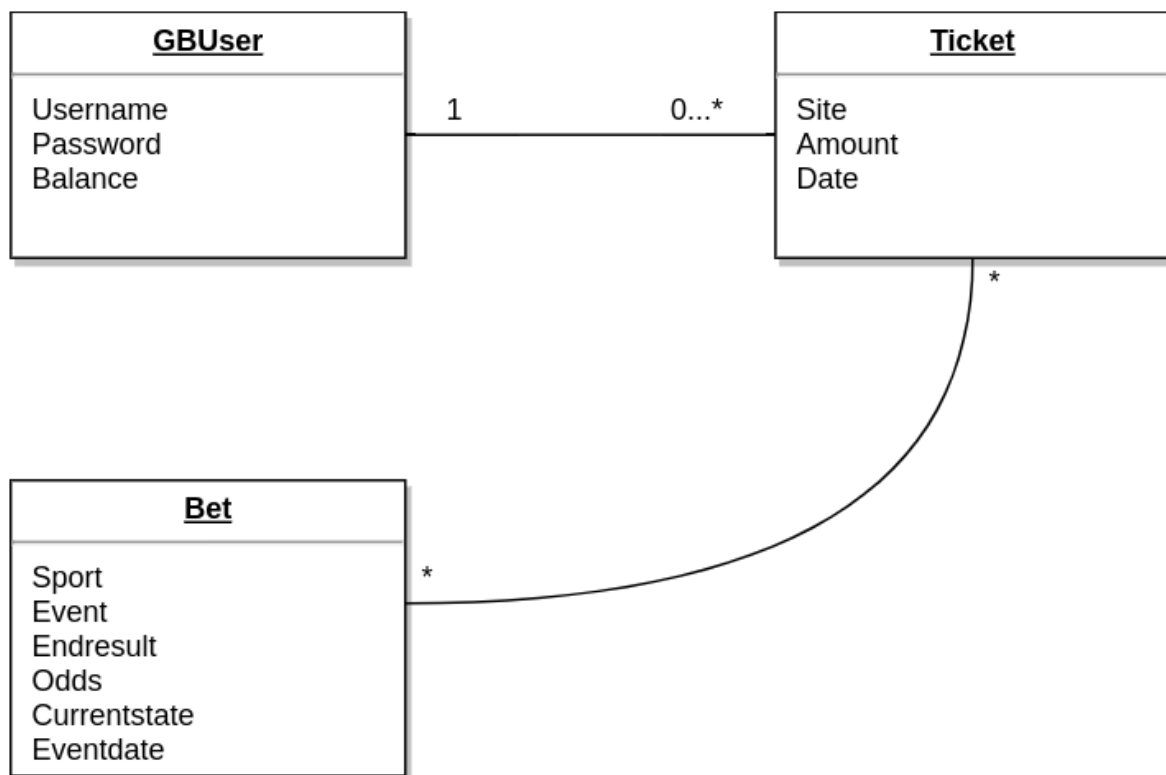 GBUser
Username
Password
Balance
1
0...*
Ticket
Site
Amount
Date
*
Bet
Sport
Event
Endresult
Odds
Currentstate
Eventdate
*